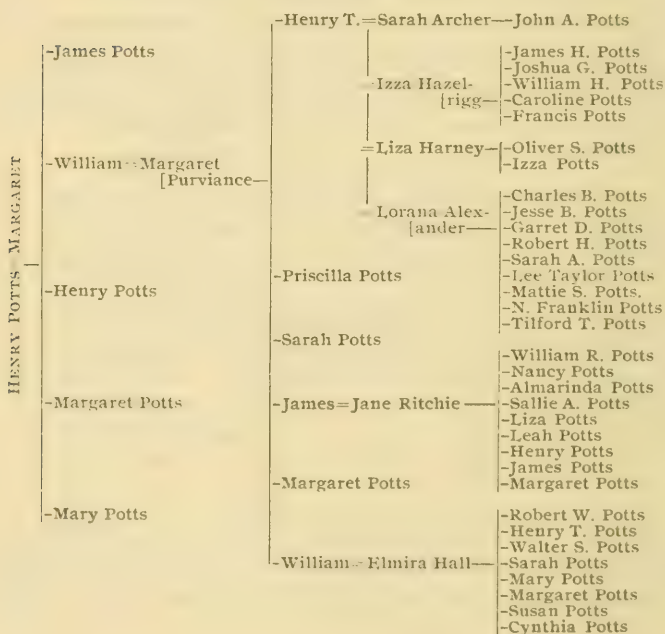 HENRY POTTS=MARGARET
-James Potts
-William=Margaret
[Purviance-
-Henry Potts
-Margaret Potts
-Mary Potts
-Henry T.=Sarah Archer—John A. Potts
=Izza Hazel-
[rigg—
-James H. Potts
-Joshua G. Potts
-William H. Potts
-Caroline Potts
-Francis Potts
=Liza Harney—
-Oliver S. Potts
-Izza Potts
=Lorana Alex-
[ander—
-Charles B. Potts
-Jesse B. Potts
-Garret D. Potts
-Robert H. Potts
-Sarah A. Potts
-Lee Taylor Potts
-Mattie S. Potts.
-N. Franklin Potts
-Tilford T. Potts
-Priscilla Potts
-Sarah Potts
-James=Jane Ritchie—
-William R. Potts
-Nancy Potts
-Almarinda Potts
-Sallie A. Potts
-Liza Potts
-Leah Potts
-Henry Potts
-James Potts
-Margaret Potts
-Margaret Potts
-William=Elmira Hall—
-Robert W. Potts
-Henry T. Potts
-Walter S. Potts
-Sarah Potts
-Mary Potts
-Margaret Potts
-Susan Potts
-Cynthia Potts